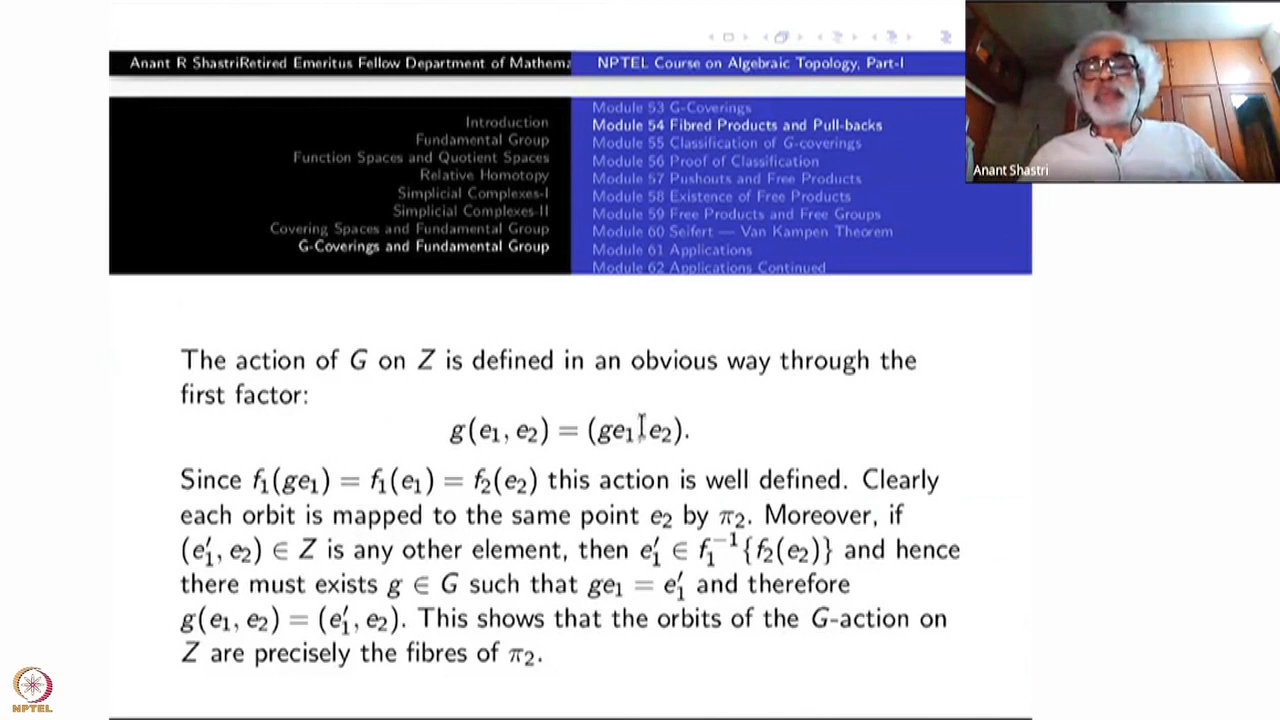 Anant R ShastriRetired Emeritus Fellow Department of Mathema
NPTEL Course on Algebraic Topology, Part-I
Introduction
Fundamental Group
Function Spaces and Quotient Spaces
Relative Homotopy
Simplicial Complexes-I
Simplicial Complexes-II
Covering Spaces and Fundamental Group
G-Coverings and Fundamental Group
Module 53 G-Coverings
Module 54 Fibred Products and Pull-backs
Module 55 Classification of G-coverings
Module 56 Proof of Classification
Module 57 Pushouts and Free Products
Module 58 Existence of Free Products
Module 59 Free Products and Free Groups
Module 60 Seifert — Van Kampen Theorem
Module 61 Applications
Module 62 Applications Continued
Anant Shastri
The action of G on Z is defined in an obvious way through the
first factor:
g(e₁, e₂) = (ge₁, e₂).
Since f₁(ge₁) = f₁(e₁) = f₂(e₂) this action is well defined. Clearly
each orbit is mapped to the same point e₂ by π₂. Moreover, if
(e′₁, e₂) ∈ Z is any other element, then e′₁ ∈ f₁⁻¹{f₂(e₂)} and hence
there must exists g ∈ G such that ge₁ = e′₁ and therefore
g(e₁, e₂) = (e′₁, e₂). This shows that the orbits of the G-action on
Z are precisely the fibres of π₂.
NPTEL